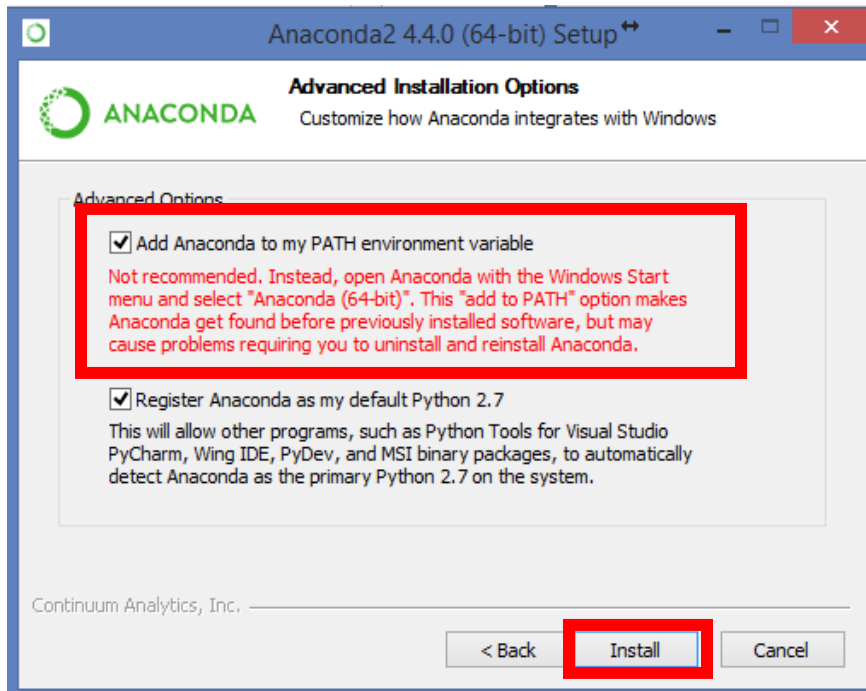 Anaconda2 4.4.0 (64-bit) Setup
ANACONDA
Advanced Installation Options
Customize how Anaconda integrates with Windows
Advanced Options
Add Anaconda to my PATH environment variable
Not recommended. Instead, open Anaconda with the Windows Start
menu and select "Anaconda (64-bit)". This "add to PATH" option makes
Anaconda get found before previously installed software, but may
cause problems requiring you to uninstall and reinstall Anaconda.
Register Anaconda as my default Python 2.7
This will allow other programs, such as Python Tools for Visual Studio
PyCharm, Wing IDE, PyDev, and MSI binary packages, to automatically
detect Anaconda as the primary Python 2.7 on the system.
Continuum Analytics, Inc.
< Back
Install
Cancel